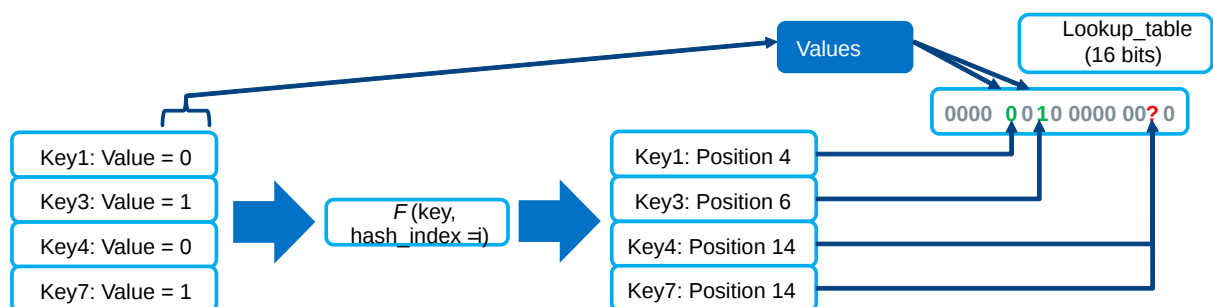 Values
Lookup_table
(16 bits)
0000 0 0 1 0 0000 00 ? 0
Key1: Value = 0
Key3: Value = 1
Key4: Value = 0
Key7: Value = 1
F (key,
hash_index =i)
Key1: Position 4
Key3: Position 6
Key4: Position 14
Key7: Position 14